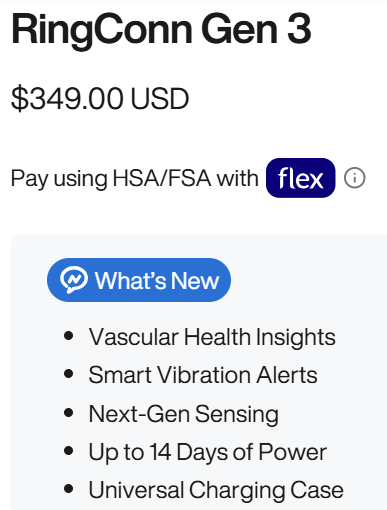 RingConn Gen 3
$349.00 USD
Pay using HSA/FSA with flex
What's New
• Vascular Health Insights
• Smart Vibration Alerts
• Next-Gen Sensing
• Up to 14 Days of Power
• Universal Charging Case